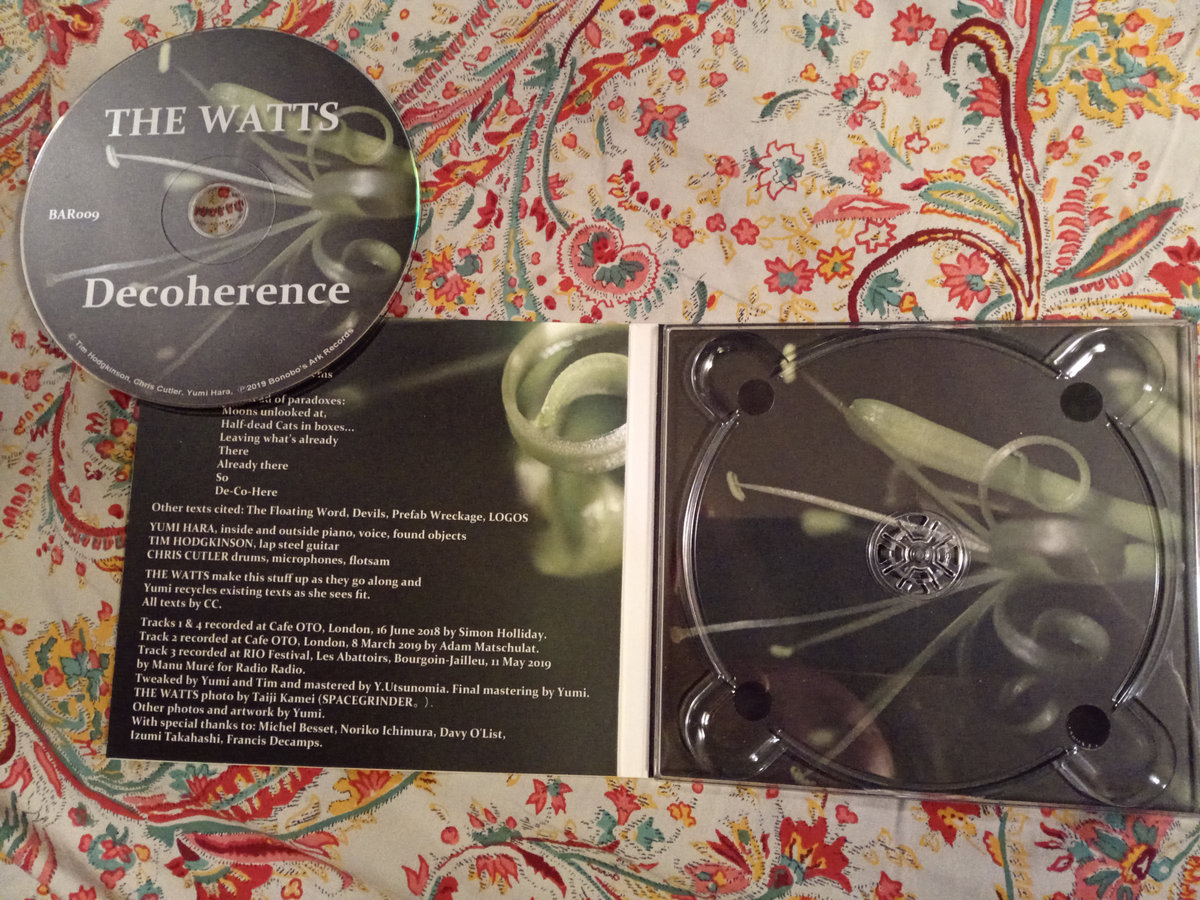 THE WATTS
BAR009
Decoherence
© Tim Hodgkinson, Chris Cutler, Yumi Hara, ℗2019 Bonobo's Ark Records
of paradoxes:
Moons unlooked at,
Half-dead Cats in boxes...
Leaving what's already
There
Already there
So
De-Co-Here
Other texts cited: The Floating Word, Devils, Prefab Wreckage, LOGOS
YUMI HARA, inside and outside piano, voice, found objects
TIM HODGKINSON, lap steel guitar
CHRIS CUTLER drums, microphones, flotsam
THE WATTS make this stuff up as they go along and
Yumi recycles existing texts as she sees fit.
All texts by CC.
Tracks 1 & 4 recorded at Cafe OTO, London, 16 June 2018 by Simon Holliday.
Track 2 recorded at Cafe OTO, London, 8 March 2019 by Adam Matschulat.
Track 3 recorded at RIO Festival, Les Abattoirs, Bourgoin-Jailleu, 11 May 2019
by Manu Muré for Radio Radio.
Tweaked by Yumi and Tim and mastered by Y.Utsunomia. Final mastering by Yumi.
THE WATTS photo by Taiji Kamei (SPACEGRINDER。).
Other photos and artwork by Yumi.
With special thanks to: Michel Besset, Noriko Ichimura, Davy O'List,
Izumi Takahashi, Francis Decamps.